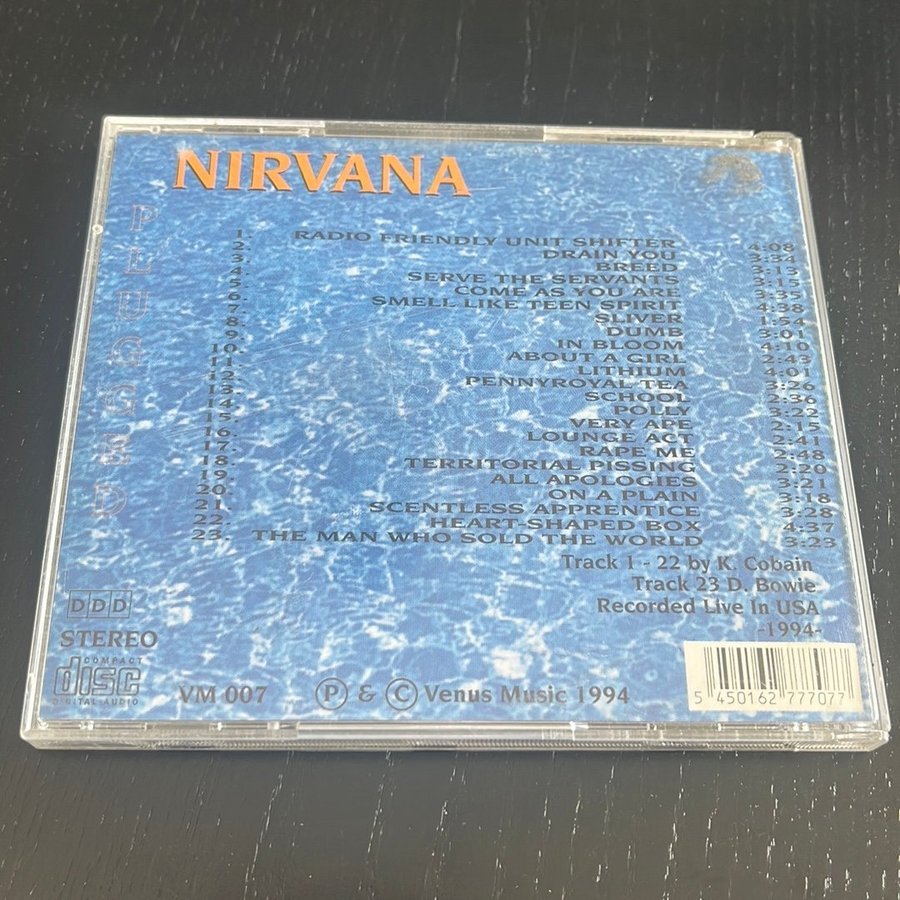 NIRVANA
PLUGGED
1. RADIO FRIENDLY UNIT SHIFTER 4:08
2. DRAIN YOU 3:34
3. BREED 3:13
4. SERVE THE SERVANTS 3:15
5. COME AS YOU ARE 3:35
6. SMELL LIKE TEEN SPIRIT 4:38
7. SLIVER 1:54
8. DUMB 3:01
9. IN BLOOM 4:10
10. ABOUT A GIRL 2:43
11. LITHIUM 4:01
12. PENNYROYAL TEA 3:26
13. SCHOOL 2:36
14. POLLY 3:22
15. VERY APE 2:15
16. LOUNGE ACT 2:41
17. RAPE ME 2:48
18. TERRITORIAL PISSING 2:20
19. ALL APOLOGIES 3:21
20. ON A PLAIN 3:18
21. SCENTLESS APPRENTICE 3:28
22. HEART-SHAPED BOX 4:37
23. THE MAN WHO SOLD THE WORLD 3:23
Track 1 - 22 by K. Cobain
Track 23 D. Bowie
Recorded Live In USA
-1994-
DDD
STEREO
COMPACT
disc
DIGITAL AUDIO
VM 007 Ⓟ & Ⓒ Venus Music 1994
5 450162 777077